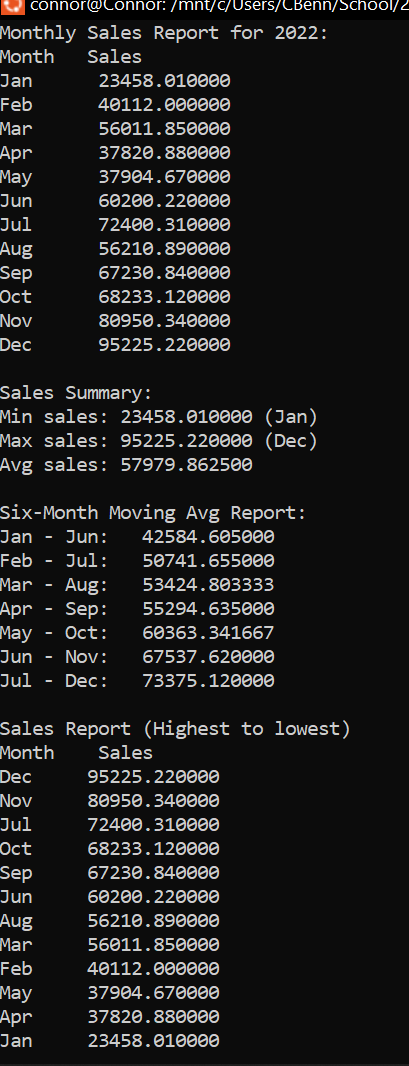 connor@Connor: /mnt/c/Users/CBenn/School/2
Monthly Sales Report for 2022:
Month   Sales
Jan      23458.010000
Feb      40112.000000
Mar      56011.850000
Apr      37820.880000
May      37904.670000
Jun      60200.220000
Jul      72400.310000
Aug      56210.890000
Sep      67230.840000
Oct      68233.120000
Nov      80950.340000
Dec      95225.220000

Sales Summary:
Min sales: 23458.010000 (Jan)
Max sales: 95225.220000 (Dec)
Avg sales: 57979.862500

Six-Month Moving Avg Report:
Jan - Jun:   42584.605000
Feb - Jul:   50741.655000
Mar - Aug:   53424.803333
Apr - Sep:   55294.635000
May - Oct:   60363.341667
Jun - Nov:   67537.620000
Jul - Dec:   73375.120000

Sales Report (Highest to lowest)
Month    Sales
Dec     95225.220000
Nov     80950.340000
Jul     72400.310000
Oct     68233.120000
Sep     67230.840000
Jun     60200.220000
Aug     56210.890000
Mar     56011.850000
Feb     40112.000000
May     37904.670000
Apr     37820.880000
Jan     23458.010000